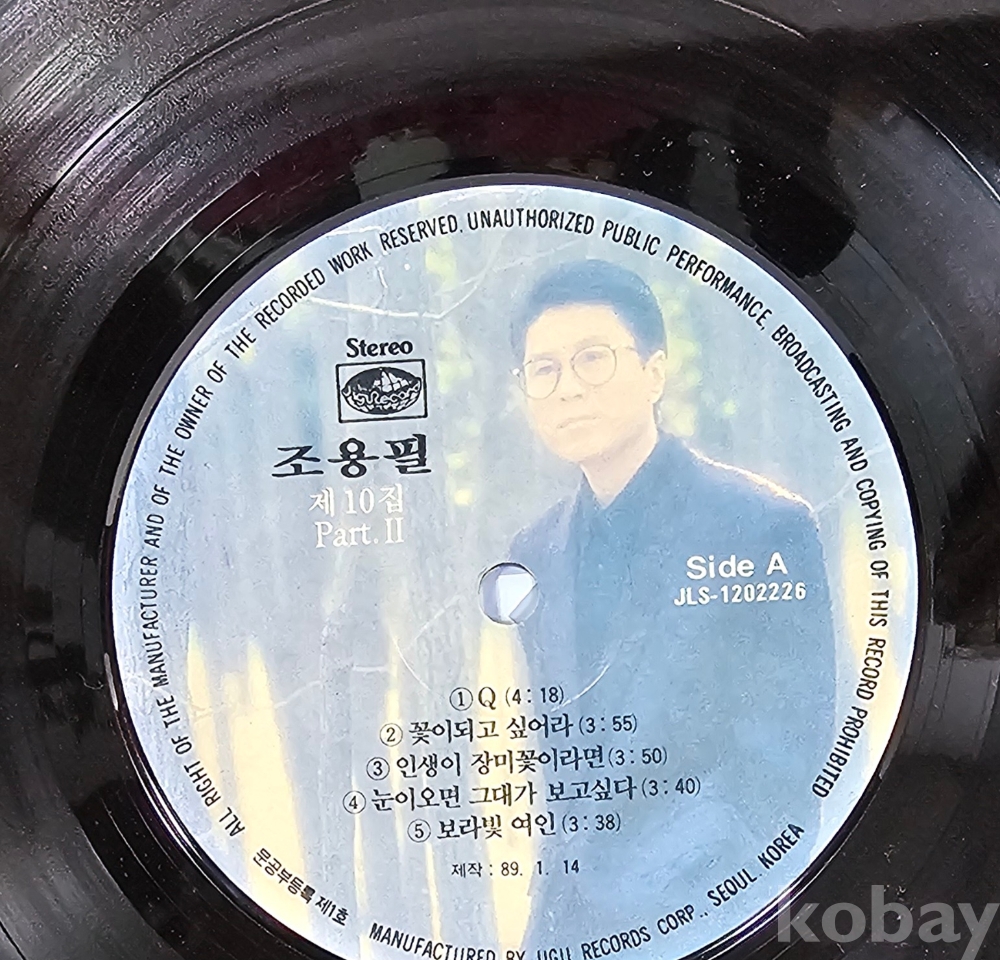 ALL RIGHT OF THE MANUFACTURER AND OF THE OWNER OF THE RECORDED WORK RESERVED. UNAUTHORIZED PUBLIC PERFORMANCE, BROADCASTING AND COPYING OF THIS RECORD PROHIBITED
Stereo
조용필
제10집
Part. II
Side A
JLS-1202226
① Q (4 : 18)
② 꽃이되고 싶어라 (3 : 55)
③ 인생이 장미꽃이라면 (3 : 50)
④ 눈이오면 그대가 보고싶다 (3 : 40)
⑤ 보라빛 여인 (3 : 38)
제작 : 89. 1. 14
문공부등록 제1호
MANUFACTURED BY JIGU RECORDS CORP., SEOUL. KOREA
kobay